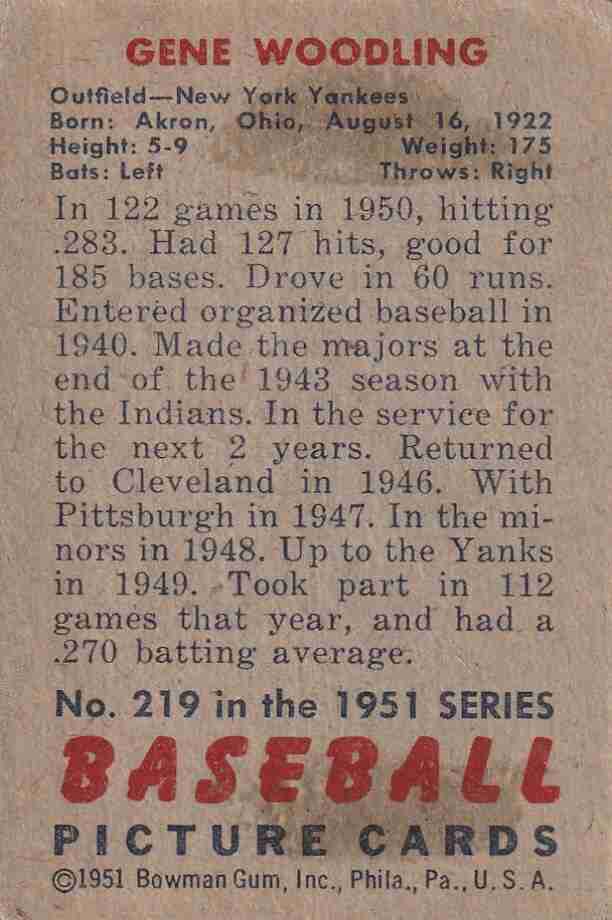 GENE WOODLING
Outfield—New York Yankees
Born: Akron, Ohio, August 16, 1922
Height: 5-9 Weight: 175
Bats: Left Throws: Right
In 122 games in 1950, hitting
.283. Had 127 hits, good for
185 bases. Drove in 60 runs.
Entered organized baseball in
1940. Made the majors at the
end of the 1943 season with
the Indians. In the service for
the next 2 years. Returned
to Cleveland in 1946. With
Pittsburgh in 1947. In the mi-
nors in 1948. Up to the Yanks
in 1949. Took part in 112
games that year, and had a
.270 batting average.
No. 219 in the 1951 SERIES
BASEBALL
PICTURE CARDS
©1951 Bowman Gum, Inc., Phila., Pa., U. S. A.